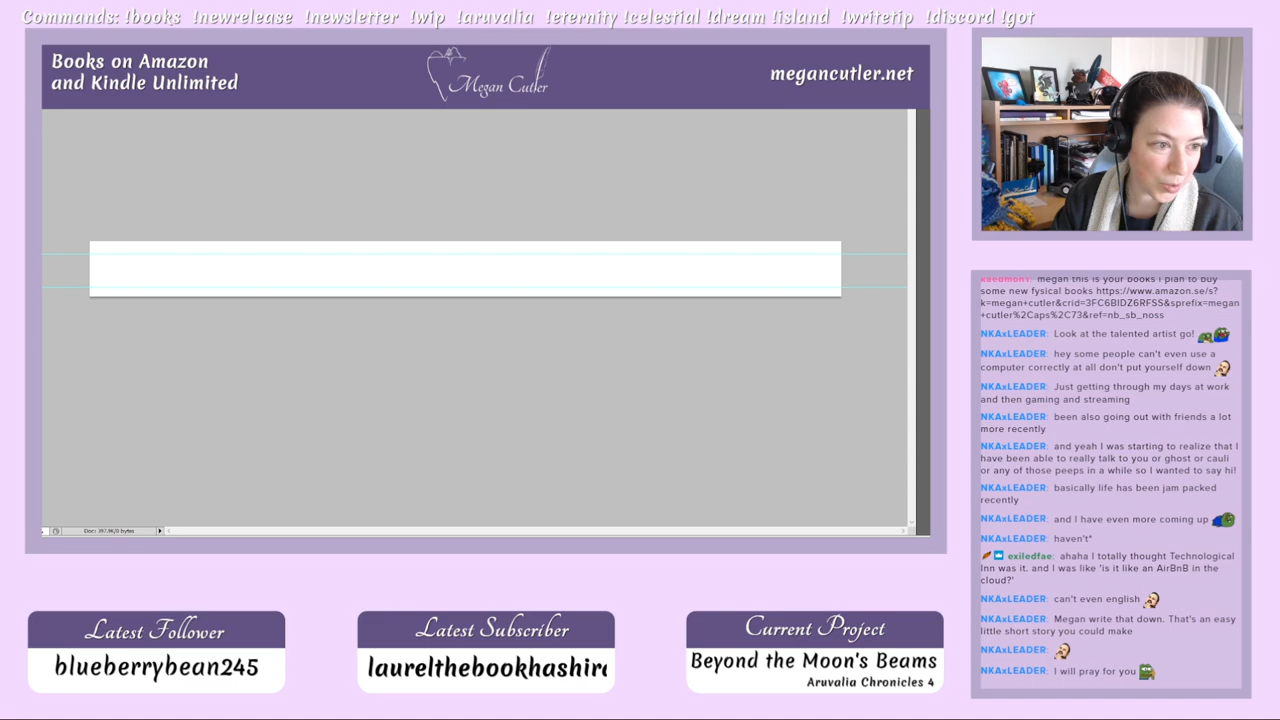 Commands: !books !newrelease !newsletter !wip !aruvalia !eternity !celestial !dream !island !writetip !discord !got
Books on Amazon
and Kindle Unlimited
Megan Cutler
megancutler.net
Doc: 397.9K/0 bytes
kaedmon1: megan this is your books i plan to buy
some new fysical books https://www.amazon.se/s?
k=megan+cutler&crid=3FC6BIDZ6RFSS&sprefix=megan
+cutler%2Caps%2C73&ref=nb_sb_noss
NKAxLEADER: Look at the talented artist go!
NKAxLEADER: hey some people can't even use a
computer correctly at all don't put yourself down
NKAxLEADER: Just getting through my days at work
and then gaming and streaming
NKAxLEADER: been also going out with friends a lot
more recently
NKAxLEADER: and yeah I was starting to realize that I
have been able to really talk to you or ghost or cauli
or any of those peeps in a while so I wanted to say hi!
NKAxLEADER: basically life has been jam packed
recently
NKAxLEADER: and I have even more coming up
NKAxLEADER: haven't*
exiledfae: ahaha I totally thought Technological
Inn was it. and I was like 'is it like an AirBnB in the
cloud?'
NKAxLEADER: can't even english
NKAxLEADER: Megan write that down. That's an easy
little short story you could make
NKAxLEADER:
NKAxLEADER: I will pray for you
Latest Follower
blueberrybean245
Latest Subscriber
laurelthebookhashira
Current Project
Beyond the Moon's Beams
Aruvalia Chronicles 4